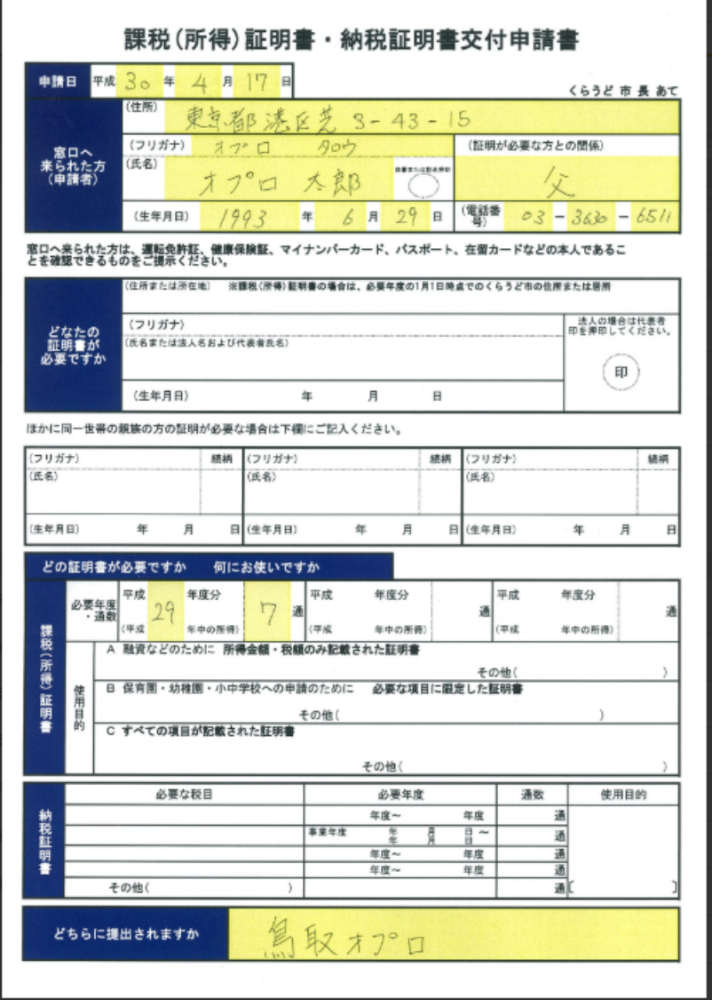 課税(所得)証明書・納税証明書交付申請書
申請日 平成 30 年 4 月 17 日
くらうど 市 長 あて
窓口へ来られた方(申請者)
(住所) 東京都港区芝 3-43-15
(フリガナ) オプロ タロウ
(証明が必要な方との関係)
(氏名) オプロ 太郎
父
(生年月日) 1993 年 6 月 29 日 (電話番号) 03-3630-6511
窓口へ来られた方は、運転免許証、健康保険証、マイナンバーカード、パスポート、在留カードなどの本人であるこ
とを確認できるものをご提示ください。
どなたの証明書が必要ですか
(住所または所在地) ※課税(所得)証明書の場合は、必要年度の1月1日時点でのくらうど市の住所または居所
(フリガナ)
法人の場合は代表者
印を押印してください。
(氏名または法人名および代表者氏名)
印
(生年月日) 年 月 日
ほかに同一世帯の親族の方の証明が必要な場合は下欄にご記入ください。
(フリガナ) 続柄 (フリガナ) 続柄 (フリガナ) 続柄
(氏名) (氏名) (氏名)
(生年月日) 年 月 日 (生年月日) 年 月 日 (生年月日) 年 月 日
どの証明書が必要ですか 何にお使いですか
課税(所得)証明書
必要年度・通数
平成 29 年度分 7 通 平成 年度分 通 平成 年度分 通
(平成 年中の所得) (平成 年中の所得) (平成 年中の所得)
使用目的
A 融資などのために 所得金額・税額のみ記載された証明書
その他( )
B 保育園・幼稚園・小中学校への申請のために 必要な項目に限定した証明書
その他( )
C すべての項目が記載された証明書
その他( )
納税証明書
必要な税目 必要年度 通数 使用目的
年度~ 年度 通
事業年度 年 月 日 ~ 通
年 月 日
年度~ 年度 通
年度~ 年度 通
その他( ) 通 [ ]
どちらに提出されますか 鳥取オプロ